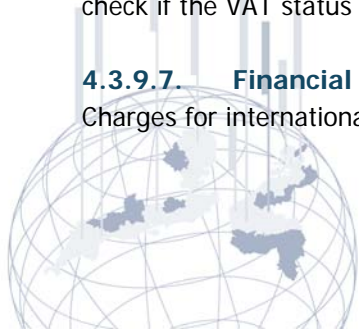 check if the VAT status
4.3.9.7. Financial
Charges for internationa